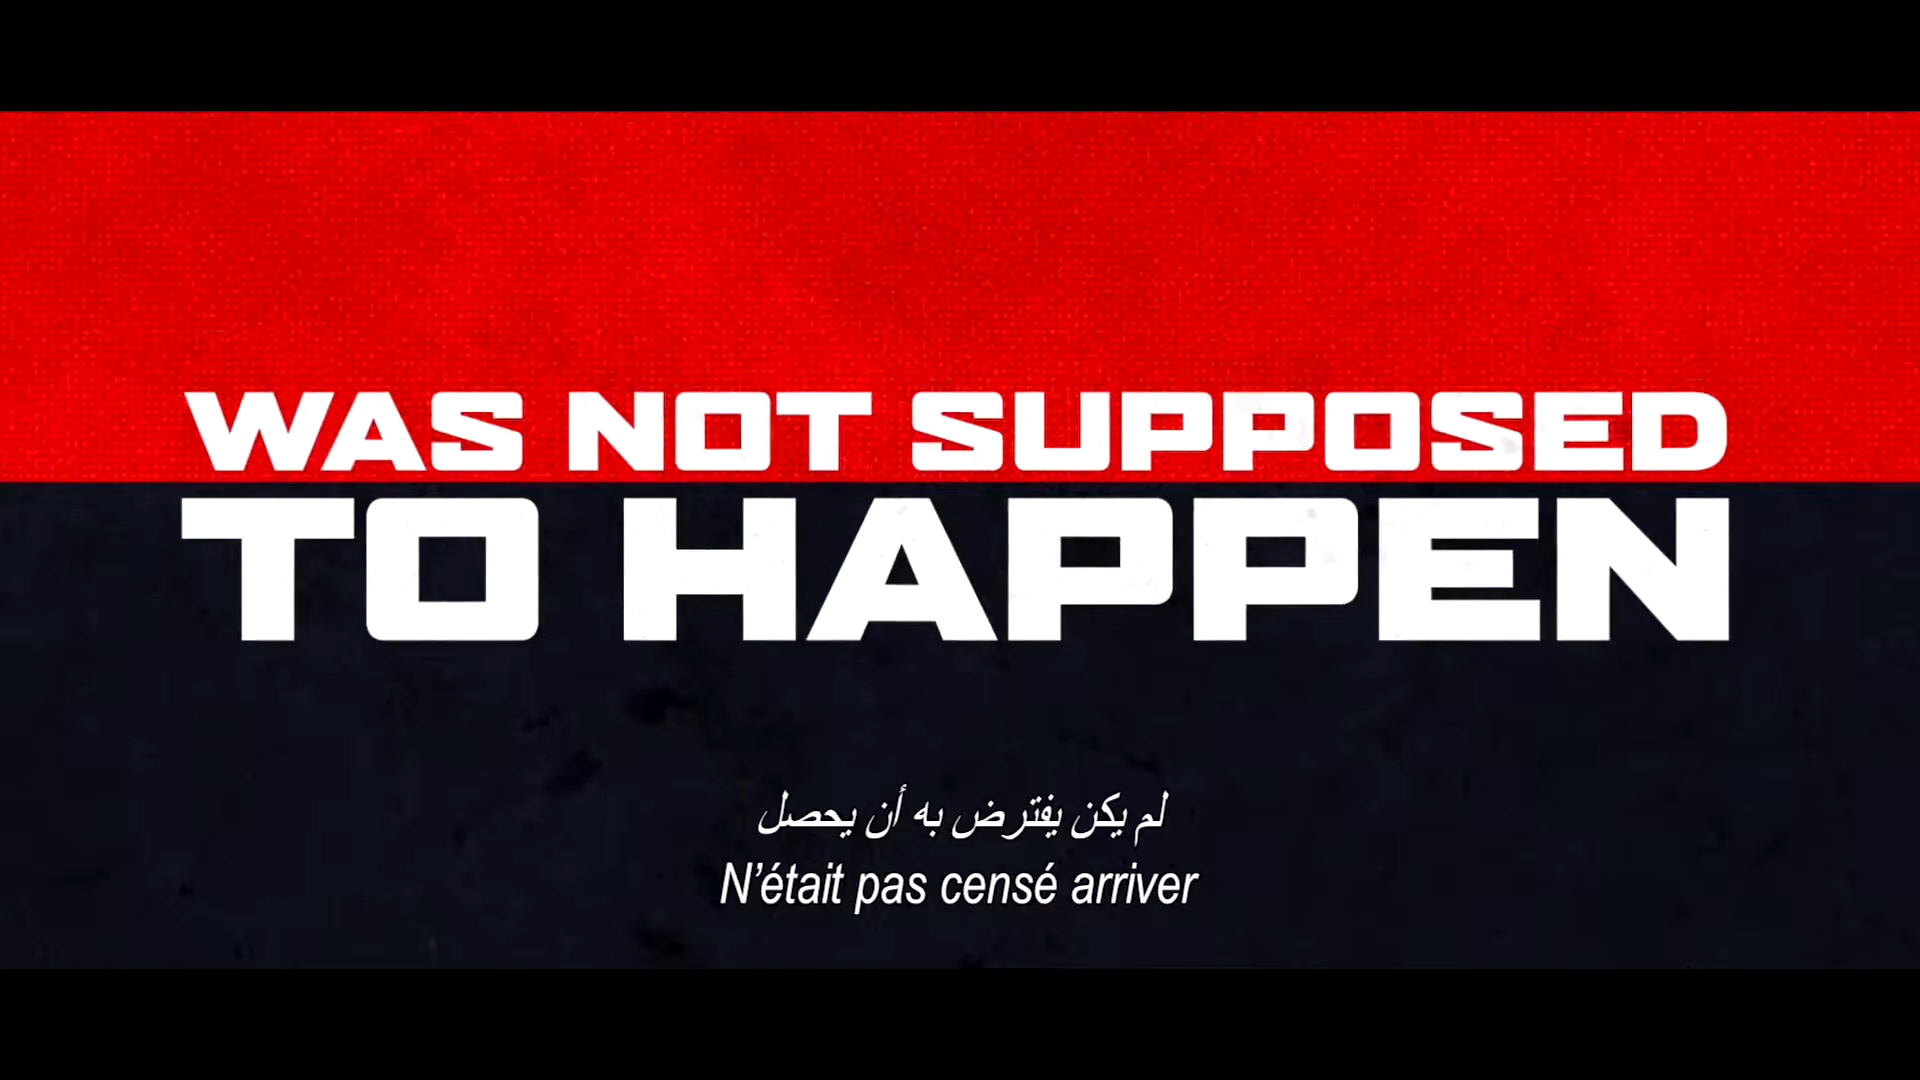 WAS NOT SUPPOSED
TO HAPPEN
لم يكن يفترض به أن يحصل
N’était pas censé arriver